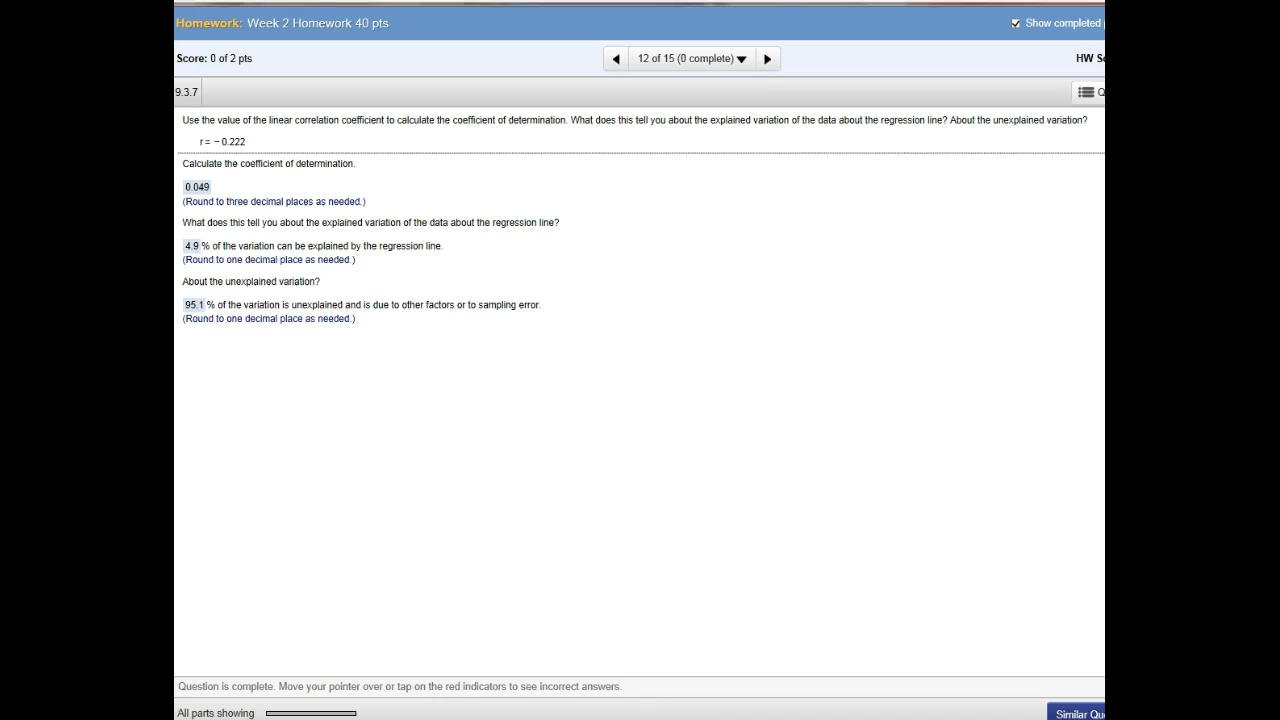 Homework: Week 2 Homework 40 pts
Show completed
Score: 0 of 2 pts
12 of 15 (0 complete)
9.3.7
Use the value of the linear correlation coefficient to calculate the coefficient of determination. What does this tell you about the explained variation of the data about the regression line? About the unexplained variation?
r = − 0.222
Calculate the coefficient of determination.
0.049
(Round to three decimal places as needed.)
What does this tell you about the explained variation of the data about the regression line?
4.9 % of the variation can be explained by the regression line.
(Round to one decimal place as needed.)
About the unexplained variation?
95.1 % of the variation is unexplained and is due to other factors or to sampling error.
(Round to one decimal place as needed.)
Question is complete. Move your pointer over or tap on the red indicators to see incorrect answers.
All parts showing
Similar